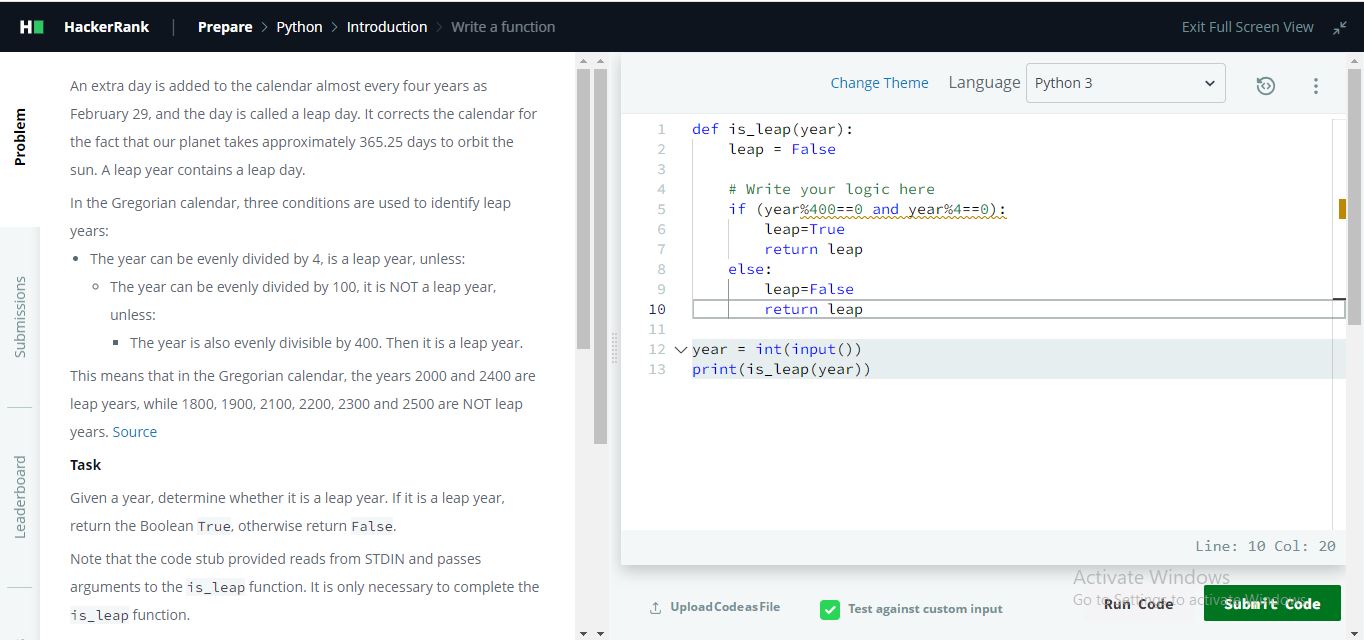 HackerRank | Prepare > Python > Introduction > Write a function
Exit Full Screen View
Problem
Submissions
Leaderboard
An extra day is added to the calendar almost every four years as
February 29, and the day is called a leap day. It corrects the calendar for
the fact that our planet takes approximately 365.25 days to orbit the
sun. A leap year contains a leap day.
In the Gregorian calendar, three conditions are used to identify leap
years:
• The year can be evenly divided by 4, is a leap year, unless:
○ The year can be evenly divided by 100, it is NOT a leap year,
unless:
▪ The year is also evenly divisible by 400. Then it is a leap year.
This means that in the Gregorian calendar, the years 2000 and 2400 are
leap years, while 1800, 1900, 2100, 2200, 2300 and 2500 are NOT leap
years. Source
Task
Given a year, determine whether it is a leap year. If it is a leap year,
return the Boolean True, otherwise return False.
Note that the code stub provided reads from STDIN and passes
arguments to the is_leap function. It is only necessary to complete the
is_leap function.
Change Theme Language Python 3
1 def is_leap(year):
2     leap = False
3
4     # Write your logic here
5     if (year%400==0 and year%4==0):
6         leap=True
7         return leap
8     else:
9         leap=False
10         return leap
11
12 year = int(input())
13 print(is_leap(year))
Line: 10 Col: 20
Activate Windows
Go to Settings to activate Windows.
Upload Code as File
Test against custom input
Run Code
Submit Code